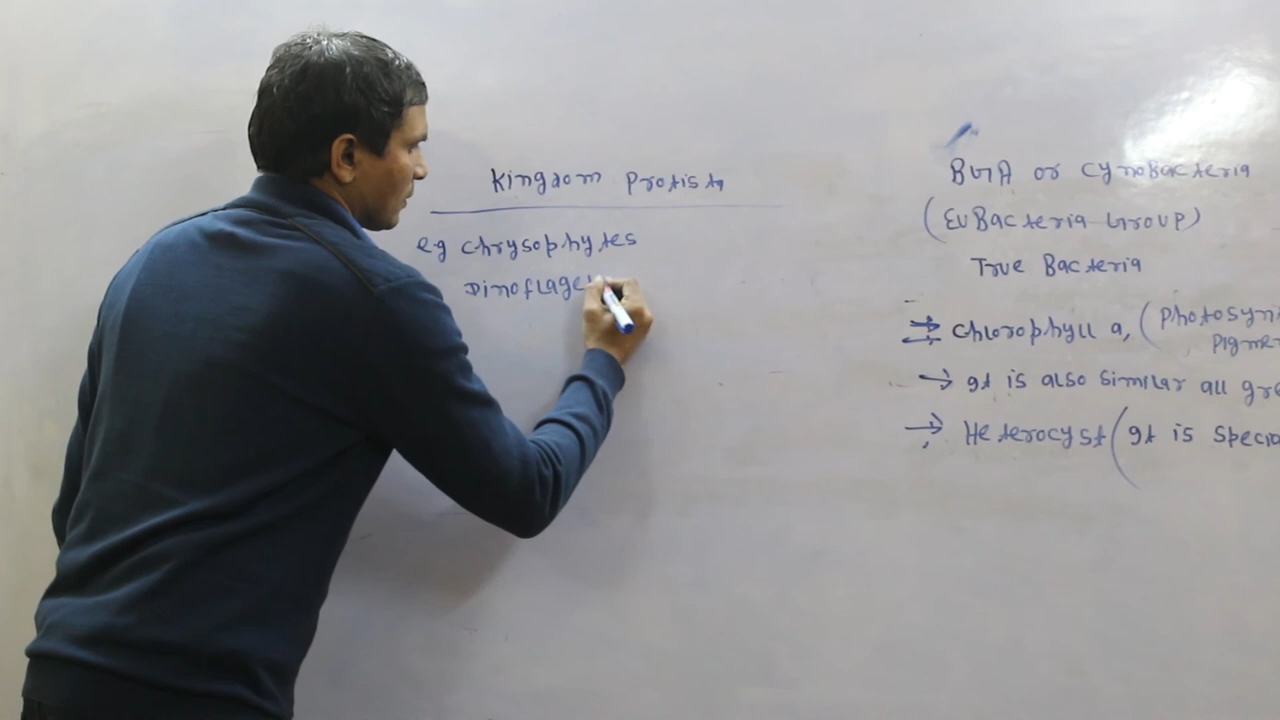 Kingdom Protista
eg chrysophytes
Dinoflage
BGA or cynobacteria
(EUBacteria Group)
True Bacteria
⇒ chlorophyll a, (Photosyn
Pigme
→ It is also similar all gre
→ Heterocyst (It is specia